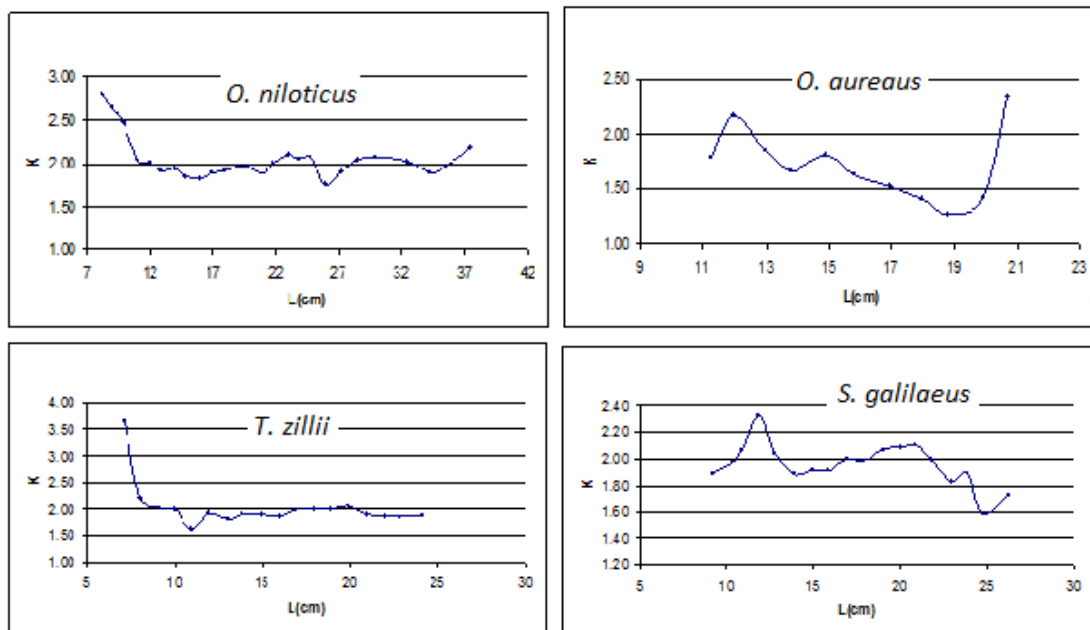 O. niloticus
3.00
2.50
2.00
1.50
1.00
K
7 12 17 22 27 32 37 42
L(cm)
O. aureaus
2.50
2.00
1.50
1.00
K
9 11 13 15 17 19 21 23
L(cm)
T. zillii
4.00
3.50
3.00
2.50
2.00
1.50
1.00
K
5 10 15 20 25 30
L(cm)
S. galilaeus
2.40
2.20
2.00
1.80
1.60
1.40
1.20
K
5 10 15 20 25 30
L(cm)